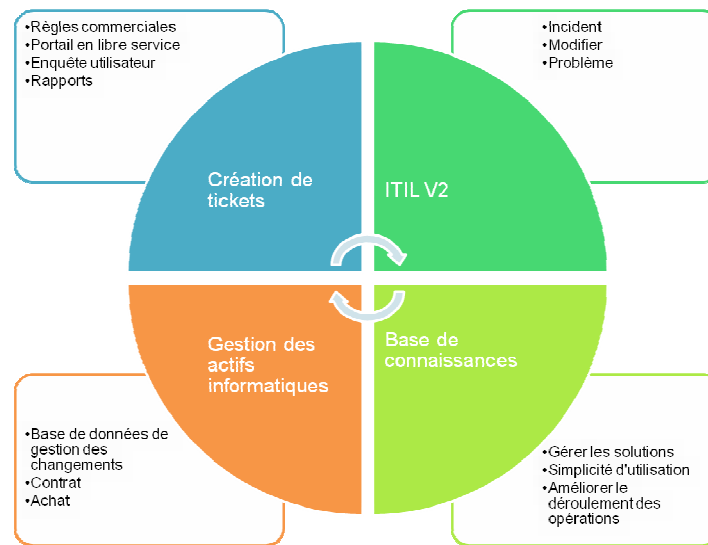 •Règles commerciales
•Portail en libre service
•Enquête utilisateur
•Rapports
•Incident
•Modifier
•Problème
Création de
tickets
ITIL V2
Gestion des
actifs
informatiques
Base de
connaissances
•Base de données de
gestion des
changements
•Contrat
•Achat
•Gérer les solutions
•Simplicité d'utilisation
•Améliorer le
déroulement des
opérations